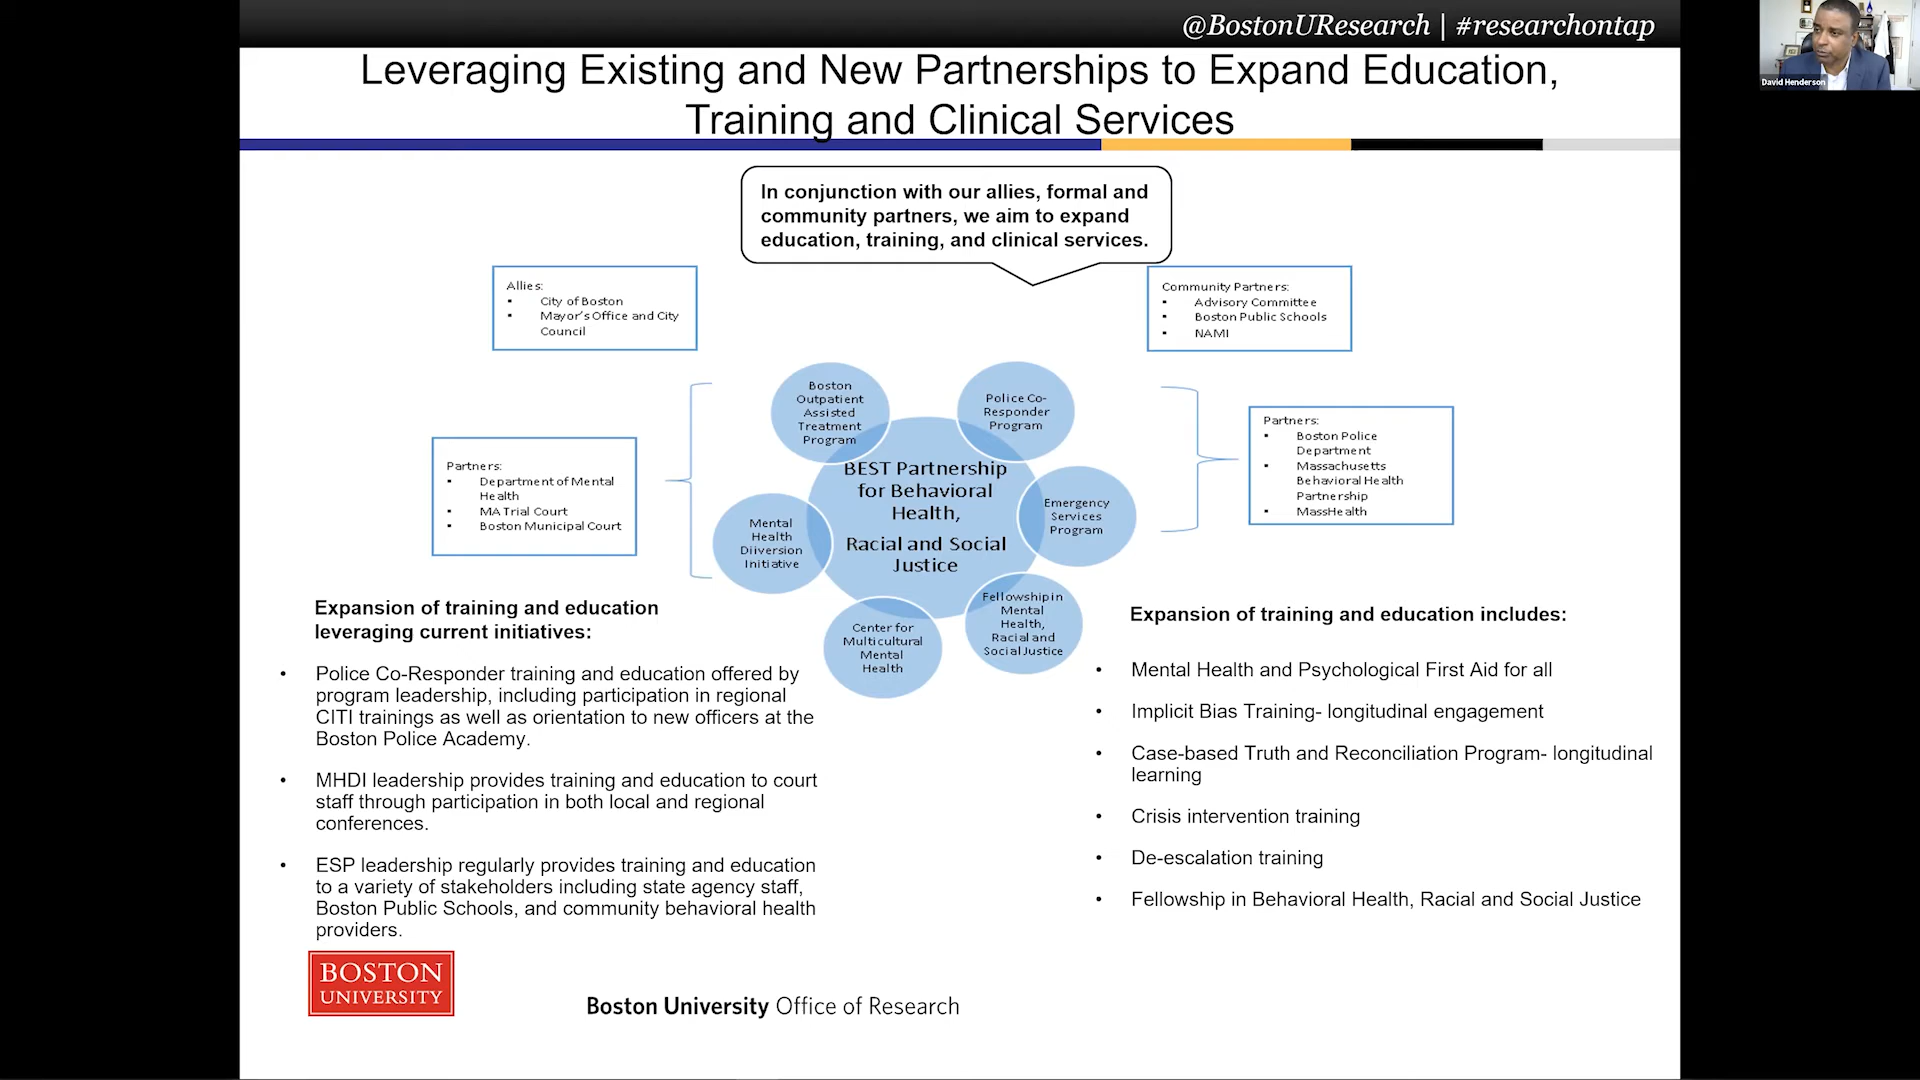 @BostonUResearch | #researchontap
David Henderson
Leveraging Existing and New Partnerships to Expand Education,
Training and Clinical Services
In conjunction with our allies, formal and
community partners, we aim to expand
education, training, and clinical services.
Allies:
▪ City of Boston
▪ Mayor's Office and City
Council
Community Partners:
▪ Advisory Committee
▪ Boston Public Schools
▪ NAMI
Partners:
▪ Department of Mental
Health
▪ MA Trial Court
▪ Boston Municipal Court
Boston
Outpatient
Assisted
Treatment
Program
Police Co-
Responder
Program
BEST Partnership
for Behavioral
Health,
Racial and Social
Justice
Emergency
Services
Program
Mental
Health
Diiversion
Initiative
Center for
Multicultural
Mental
Health
Fellowship in
Mental
Health,
Racial and
Social Justice
Partners:
▪ Boston Police
Department
▪ Massachusetts
Behavioral Health
Partnership
▪ MassHealth
Expansion of training and education
leveraging current initiatives:
• Police Co-Responder training and education offered by
program leadership, including participation in regional
CITI trainings as well as orientation to new officers at the
Boston Police Academy.
• MHDI leadership provides training and education to court
staff through participation in both local and regional
conferences.
• ESP leadership regularly provides training and education
to a variety of stakeholders including state agency staff,
Boston Public Schools, and community behavioral health
providers.
Expansion of training and education includes:
• Mental Health and Psychological First Aid for all
• Implicit Bias Training- longitudinal engagement
• Case-based Truth and Reconciliation Program- longitudinal
learning
• Crisis intervention training
• De-escalation training
• Fellowship in Behavioral Health, Racial and Social Justice
BOSTON
UNIVERSITY
Boston University Office of Research